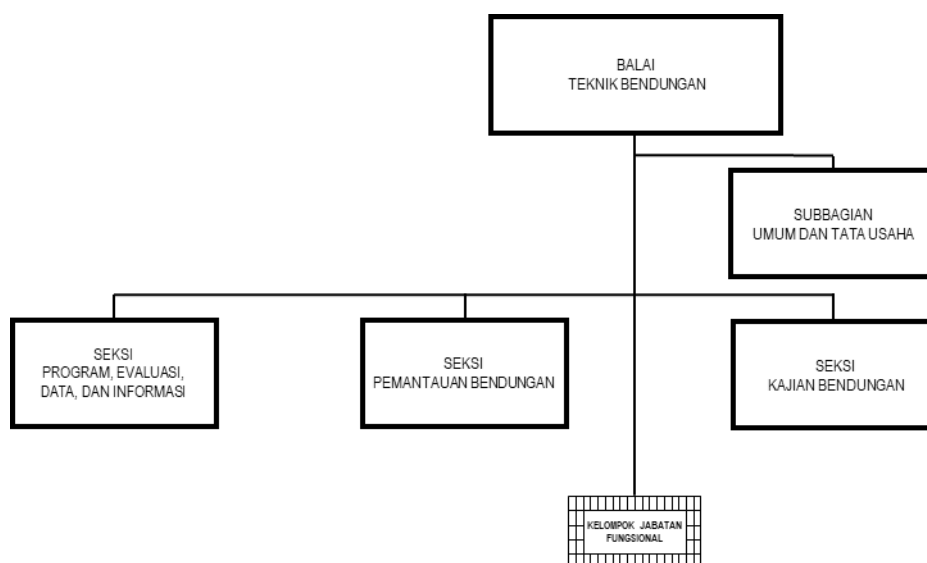 BALAI
TEKNIK BENDUNGAN
SUBBAGIAN
UMUM DAN TATA USAHA
SEKSI
PROGRAM, EVALUASI,
DATA, DAN INFORMASI
SEKSI
PEMANTAUAN BENDUNGAN
SEKSI
KAJIAN BENDUNGAN
KELOMPOK JABATAN
FUNGSIONAL